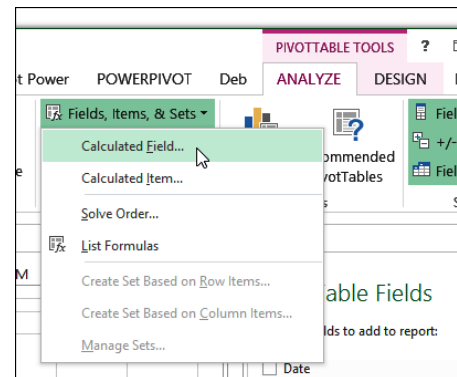 PIVOTTABLE TOOLS ?
t Power POWERPIVOT Deb ANALYZE DESIGN
Fields, Items, & Sets
Calculated Field...
Calculated Item...
Solve Order...
List Formulas
Create Set Based on Row Items...
Create Set Based on Column Items...
Manage Sets...
mmended
votTables
Fiel
+/-
Fiel
e
s
S
M
able Fields
lds to add to report:
Date